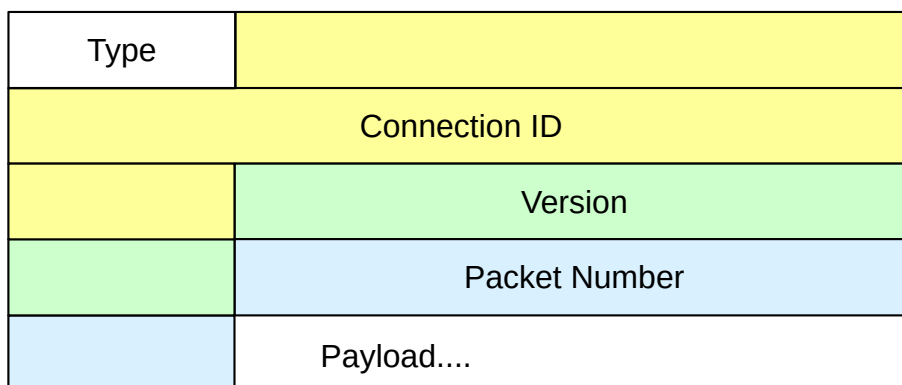 Type
Connection ID
Version
Packet Number
Payload....